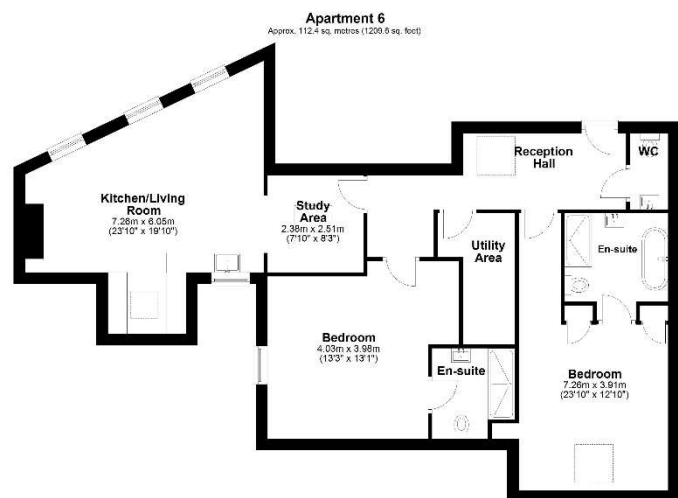 Apartment 6
Approx. 112.4 sq. metres (1209.6 sq. feet)
Reception
Hall
WC
Kitchen/Living
Room
7.26m x 6.05m
(23'10" x 19'10")
Study
Area
2.38m x 2.51m
(7'10" x 8'3")
Utility
Area
En-suite
Bedroom
4.03m x 3.98m
(13'3" x 13'1")
En-suite
Bedroom
7.26m x 3.91m
(23'10" x 12'10")